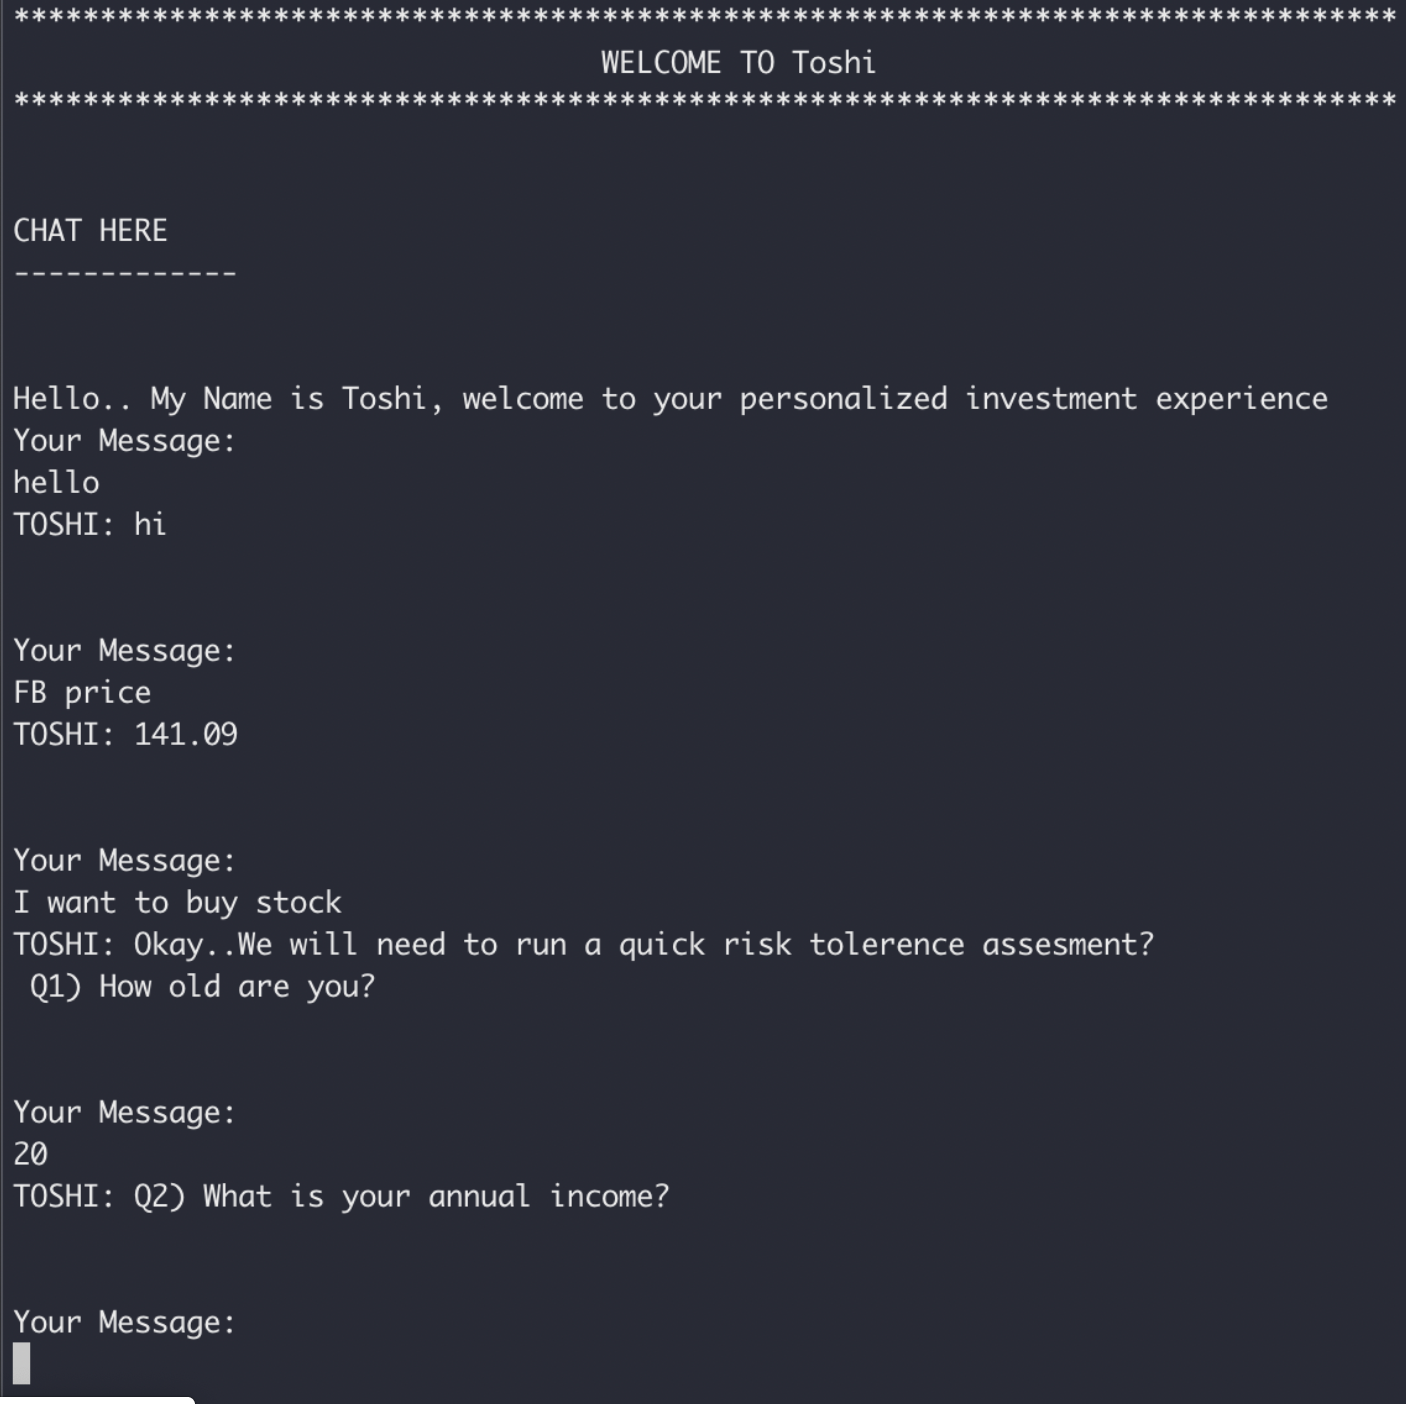 ********************************************************************************
WELCOME TO Toshi
********************************************************************************
CHAT HERE
-------------
Hello.. My Name is Toshi, welcome to your personalized investment experience
Your Message:
hello
TOSHI: hi
Your Message:
FB price
TOSHI: 141.09
Your Message:
I want to buy stock
TOSHI: Okay..We will need to run a quick risk tolerence assesment?
Q1) How old are you?
Your Message:
20
TOSHI: Q2) What is your annual income?
Your Message: